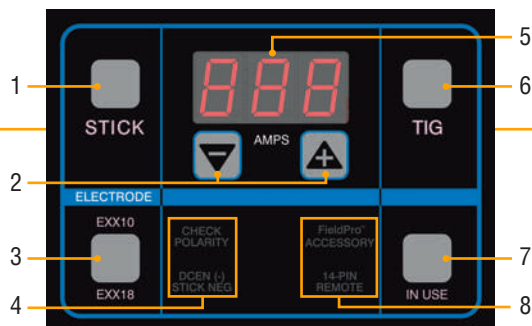 5
888
1
6
STICK
TIG
AMPS
2
ELECTRODE
EXX10
CHECK
POLARITY
FieldPro™
ACCESSORY
3
7
DCEN (-)
STICK NEG
14-PIN
REMOTE
EXX18
IN USE
4
8